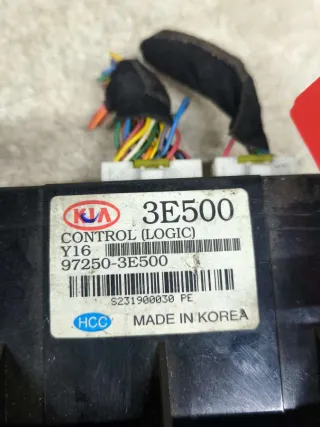 KIA 3E500
CONTROL (LOGIC)
Y16
97250-3E500
S231900030 PE
HCC MADE IN KOREA